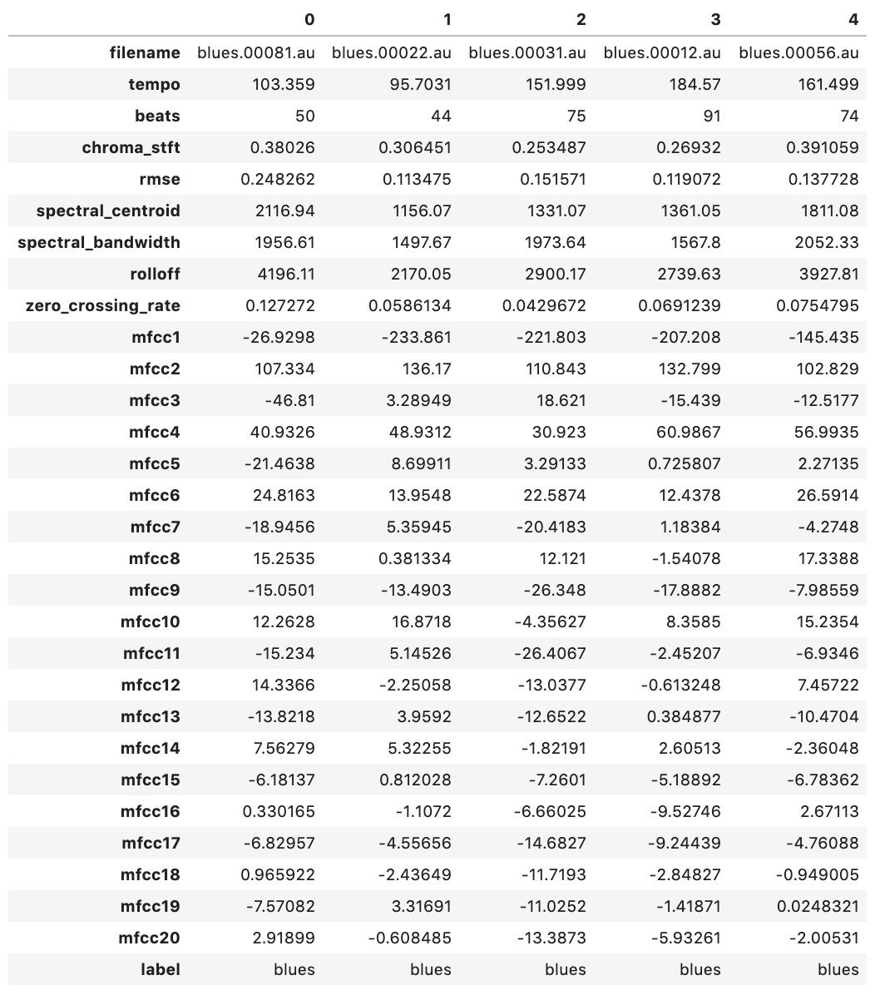 0 1 2 3 4
filename blues.00081.au blues.00022.au blues.00031.au blues.00012.au blues.00056.au
tempo 103.359 95.7031 151.999 184.57 161.499
beats 50 44 75 91 74
chroma_stft 0.38026 0.306451 0.253487 0.26932 0.391059
rmse 0.248262 0.113475 0.151571 0.119072 0.137728
spectral_centroid 2116.94 1156.07 1331.07 1361.05 1811.08
spectral_bandwidth 1956.61 1497.67 1973.64 1567.8 2052.33
rolloff 4196.11 2170.05 2900.17 2739.63 3927.81
zero_crossing_rate 0.127272 0.0586134 0.0429672 0.0691239 0.0754795
mfcc1 -26.9298 -233.861 -221.803 -207.208 -145.435
mfcc2 107.334 136.17 110.843 132.799 102.829
mfcc3 -46.81 3.28949 18.621 -15.439 -12.5177
mfcc4 40.9326 48.9312 30.923 60.9867 56.9935
mfcc5 -21.4638 8.69911 3.29133 0.725807 2.27135
mfcc6 24.8163 13.9548 22.5874 12.4378 26.5914
mfcc7 -18.9456 5.35945 -20.4183 1.18384 -4.2748
mfcc8 15.2535 0.381334 12.121 -1.54078 17.3388
mfcc9 -15.0501 -13.4903 -26.348 -17.8882 -7.98559
mfcc10 12.2628 16.8718 -4.35627 8.3585 15.2354
mfcc11 -15.234 5.14526 -26.4067 -2.45207 -6.9346
mfcc12 14.3366 -2.25058 -13.0377 -0.613248 7.45722
mfcc13 -13.8218 3.9592 -12.6522 0.384877 -10.4704
mfcc14 7.56279 5.32255 -1.82191 2.60513 -2.36048
mfcc15 -6.18137 0.812028 -7.2601 -5.18892 -6.78362
mfcc16 0.330165 -1.1072 -6.66025 -9.52746 2.67113
mfcc17 -6.82957 -4.55656 -14.6827 -9.24439 -4.76088
mfcc18 0.965922 -2.43649 -11.7193 -2.84827 -0.949005
mfcc19 -7.57082 3.31691 -11.0252 -1.41871 0.0248321
mfcc20 2.91899 -0.608485 -13.3873 -5.93261 -2.00531
label blues blues blues blues blues